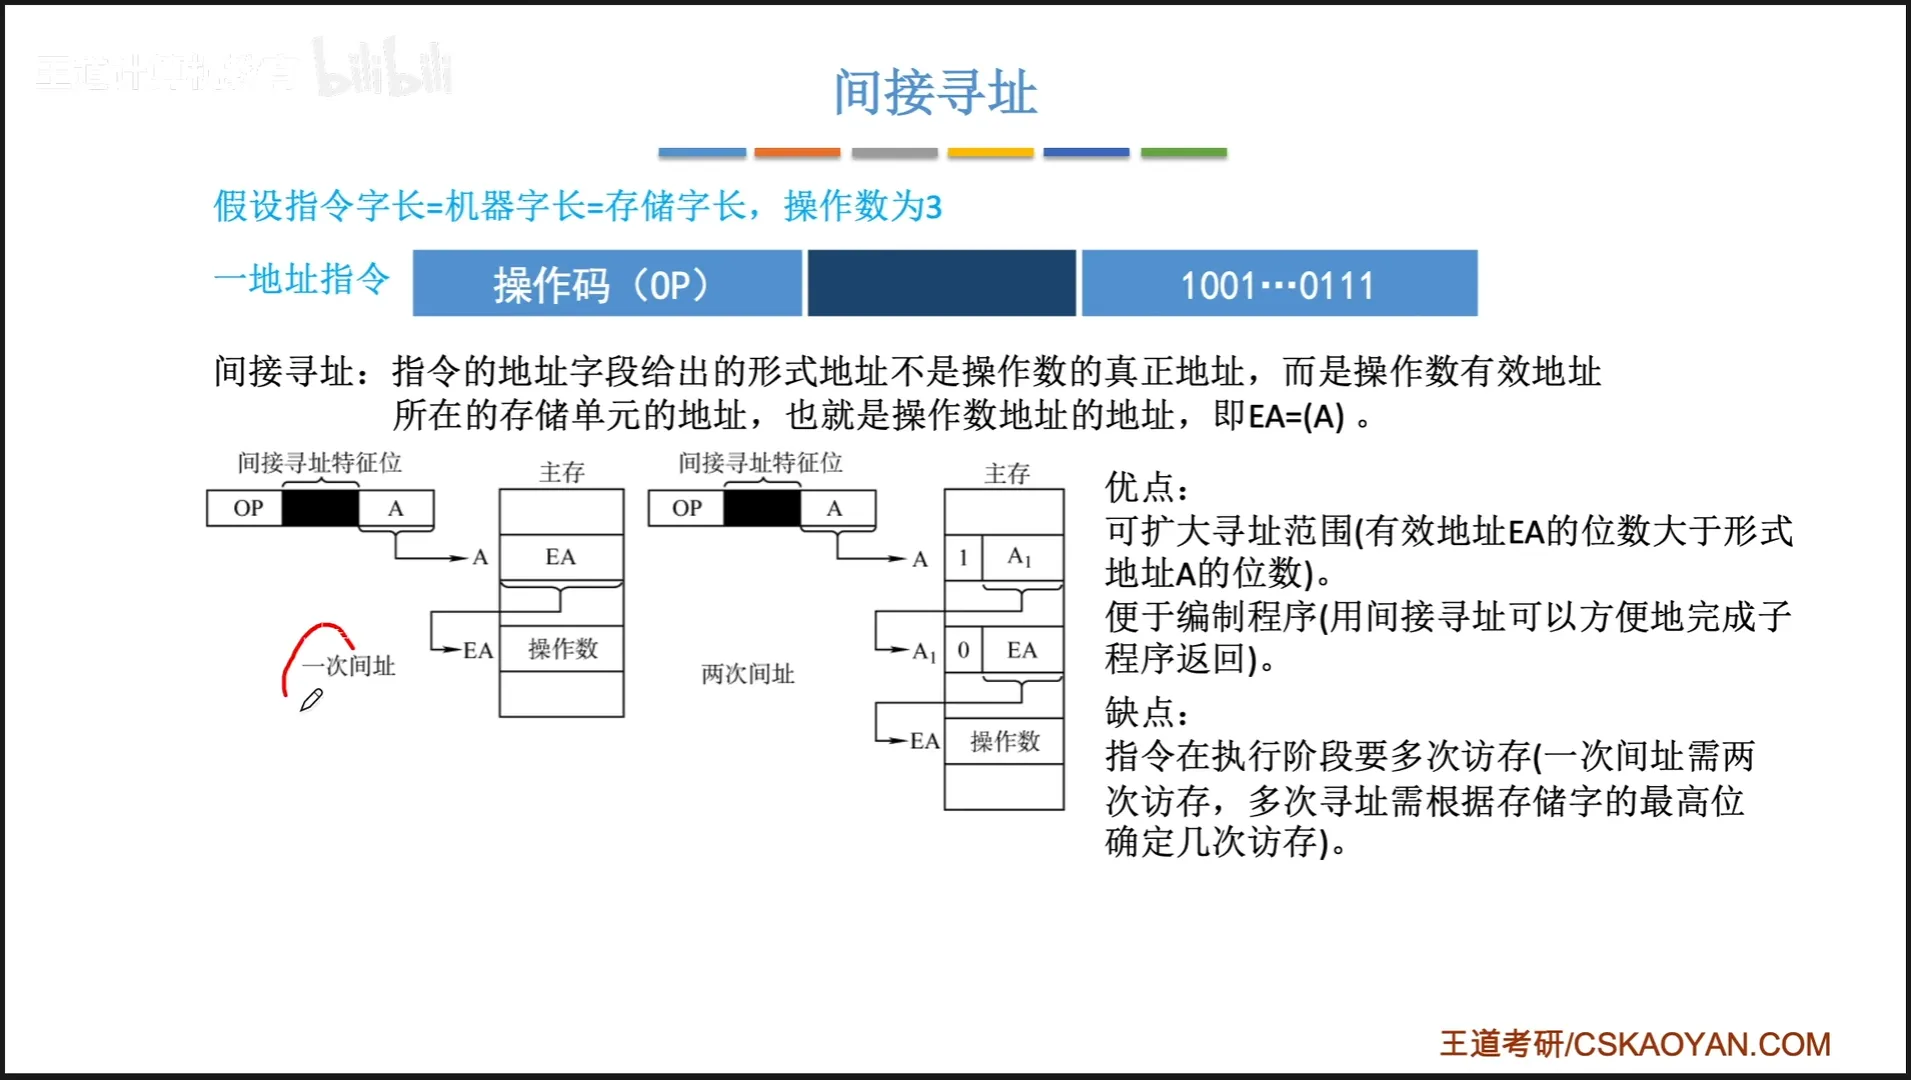 王道计算机教育 bilibili
间接寻址
假设指令字长=机器字长=存储字长，操作数为3
一地址指令 操作码（OP） 1001…0111
间接寻址：指令的地址字段给出的形式地址不是操作数的真正地址，而是操作数有效地址
所在的存储单元的地址，也就是操作数地址的地址，即EA=(A) 。
间接寻址特征位
主存
OP A
A EA
EA 操作数
一次间址
间接寻址特征位
主存
OP A
A 1 A1
A1 0 EA
两次间址
EA 操作数
优点：
可扩大寻址范围(有效地址EA的位数大于形式
地址A的位数)。
便于编制程序(用间接寻址可以方便地完成子
程序返回)。
缺点：
指令在执行阶段要多次访存(一次间址需两
次访存，多次寻址需根据存储字的最高位
确定几次访存)。
王道考研/CSKAOYAN.COM